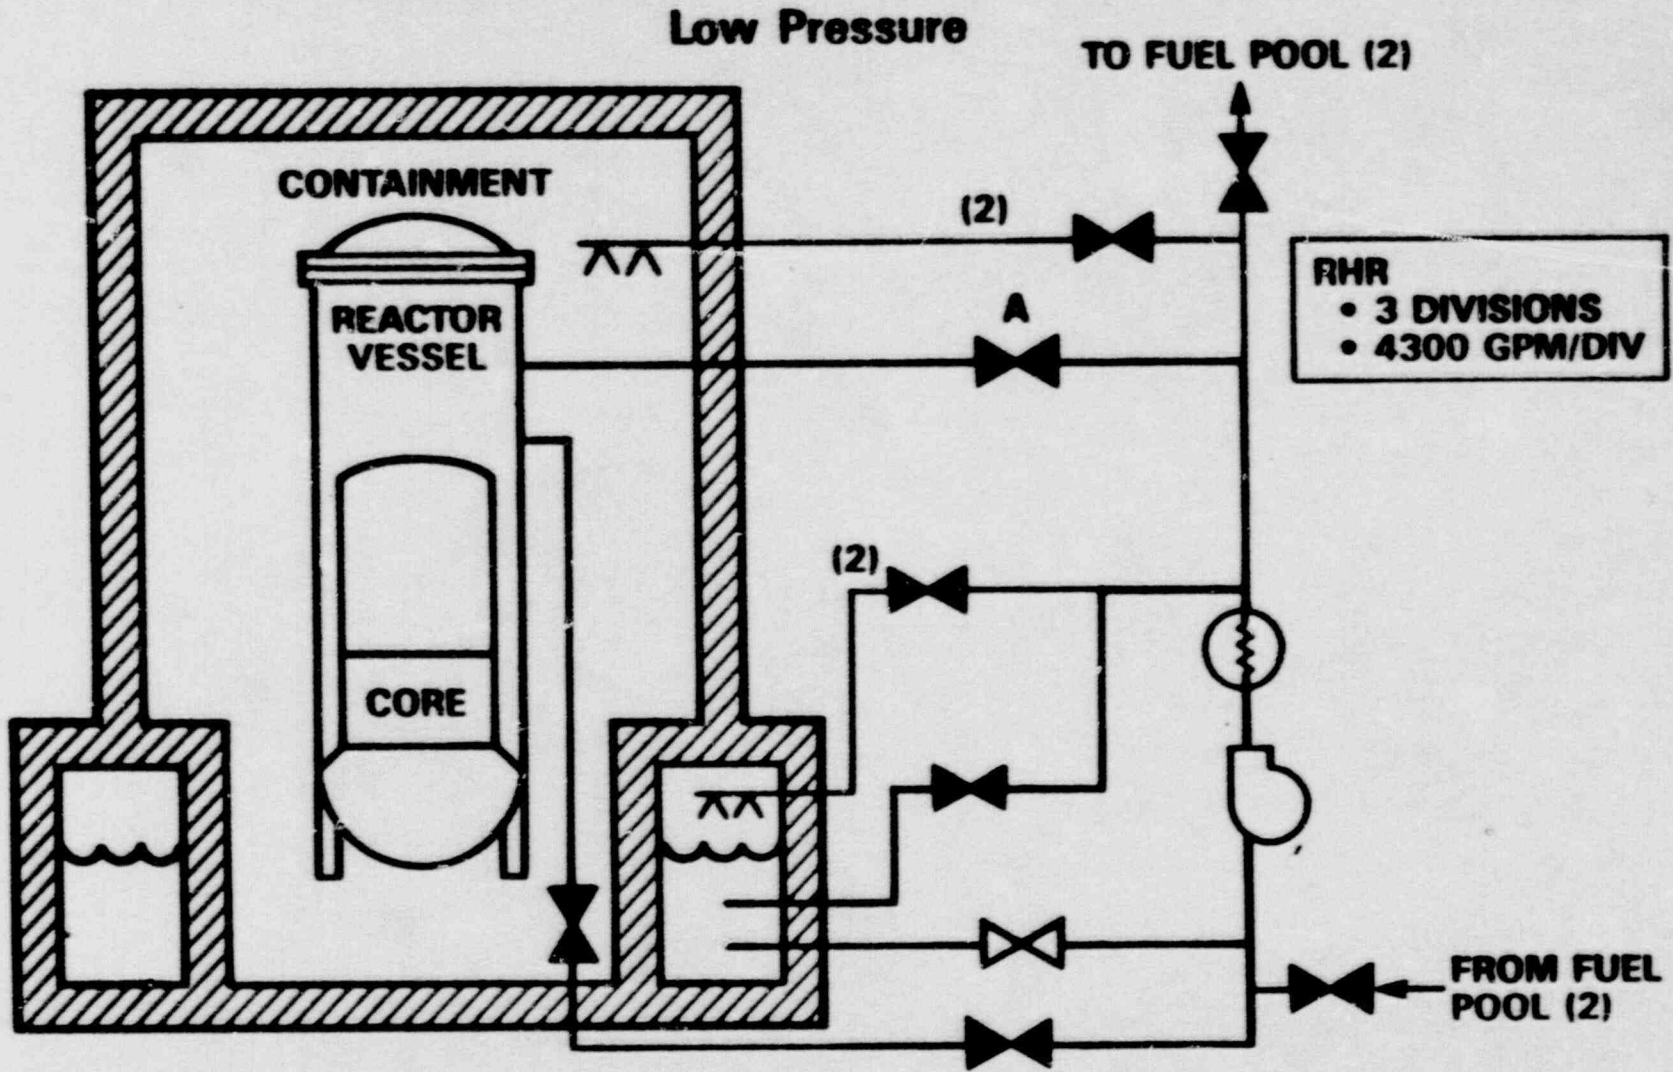 Low Pressure
TO FUEL POOL (2)
CONTAINMENT
(2)
RHR
• 3 DIVISIONS
• 4300 GPM/DIV
A
REACTOR
VESSEL
(2)
CORE
FROM FUEL
POOL (2)